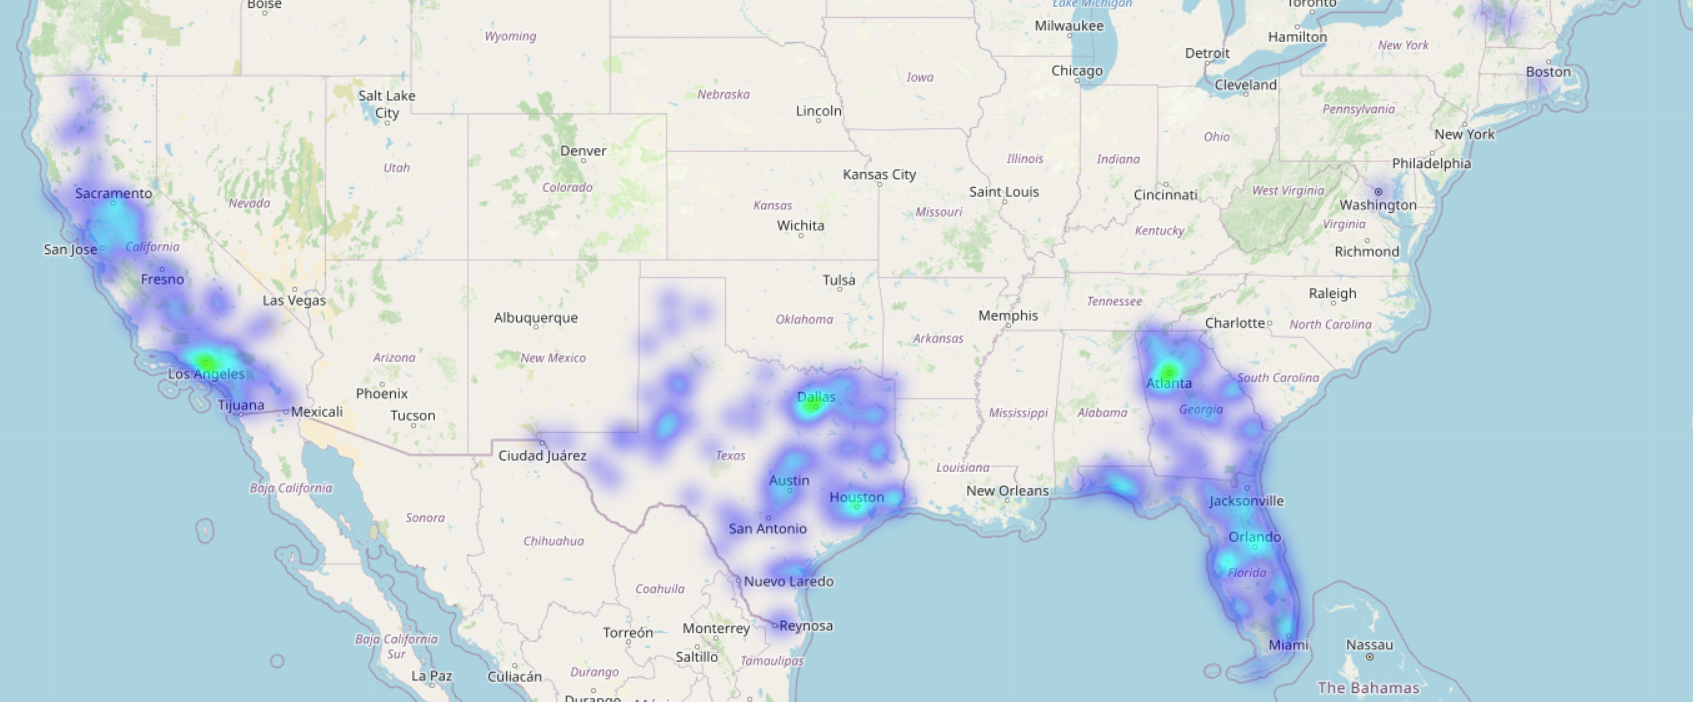 Boise
Lake Michigan
Toronto
Milwaukee
Hamilton
Wyoming
New York
Detroit
Chicago
Boston
Iowa
Cleveland
Salt Lake
City
Nebraska
Lincoln
Pennsylvania
New York
Ohio
Denver
Illinois
Indiana
Philadelphia
Utah
Kansas City
Colorado
Saint Louis
Cincinnati
West Virginia
Sacramento
Nevada
Kansas
Missouri
Washington
Wichita
Kentucky
Virginia
San Jose
California
Richmond
Fresno
Tulsa
Las Vegas
Tennessee
Raleigh
Albuquerque
Oklahoma
Memphis
Charlotte
North Carolina
Arkansas
Arizona
New Mexico
Los Angeles
South Carolina
Phoenix
Atlanta
Dallas
Tijuana
Mexicali
Tucson
Mississippi
Alabama
Georgia
Ciudad Juárez
Texas
Louisiana
Austin
Baja California
New Orleans
Houston
Jacksonville
Sonora
San Antonio
Chihuahua
Orlando
Florida
Nuevo Laredo
Coahuila
Reynosa
Torreón
Monterrey
Baja California
Sur
Miami
Nassau
Saltillo
Tamaulipas
La Paz
Culiacán
Durango
The Bahamas
Durango